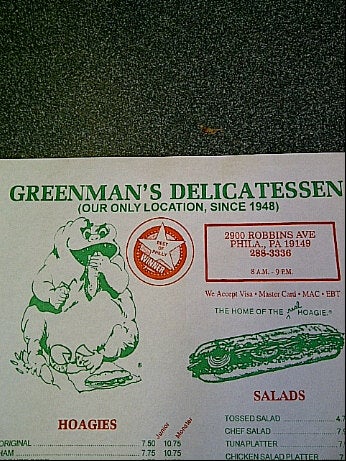 GREENMAN'S DELICATESSEN
(OUR ONLY LOCATION, SINCE 1948)
BEST OF PHILLY
WINNER
2900 ROBBINS AVE
PHILA., PA 19149
288-3336
8 A.M. - 9 P.M.
We Accept Visa • Master Card • MAC • EBT
THE HOME OF THE real HOAGIE.®
®
SALADS
HOAGIES
Junior
Monster
ORIGINAL 7.50 10.75
HAM 7.75 10.75
TOSSED SALAD
CHEF SALAD
TUNA PLATTER
CHICKEN SALAD PLATTER